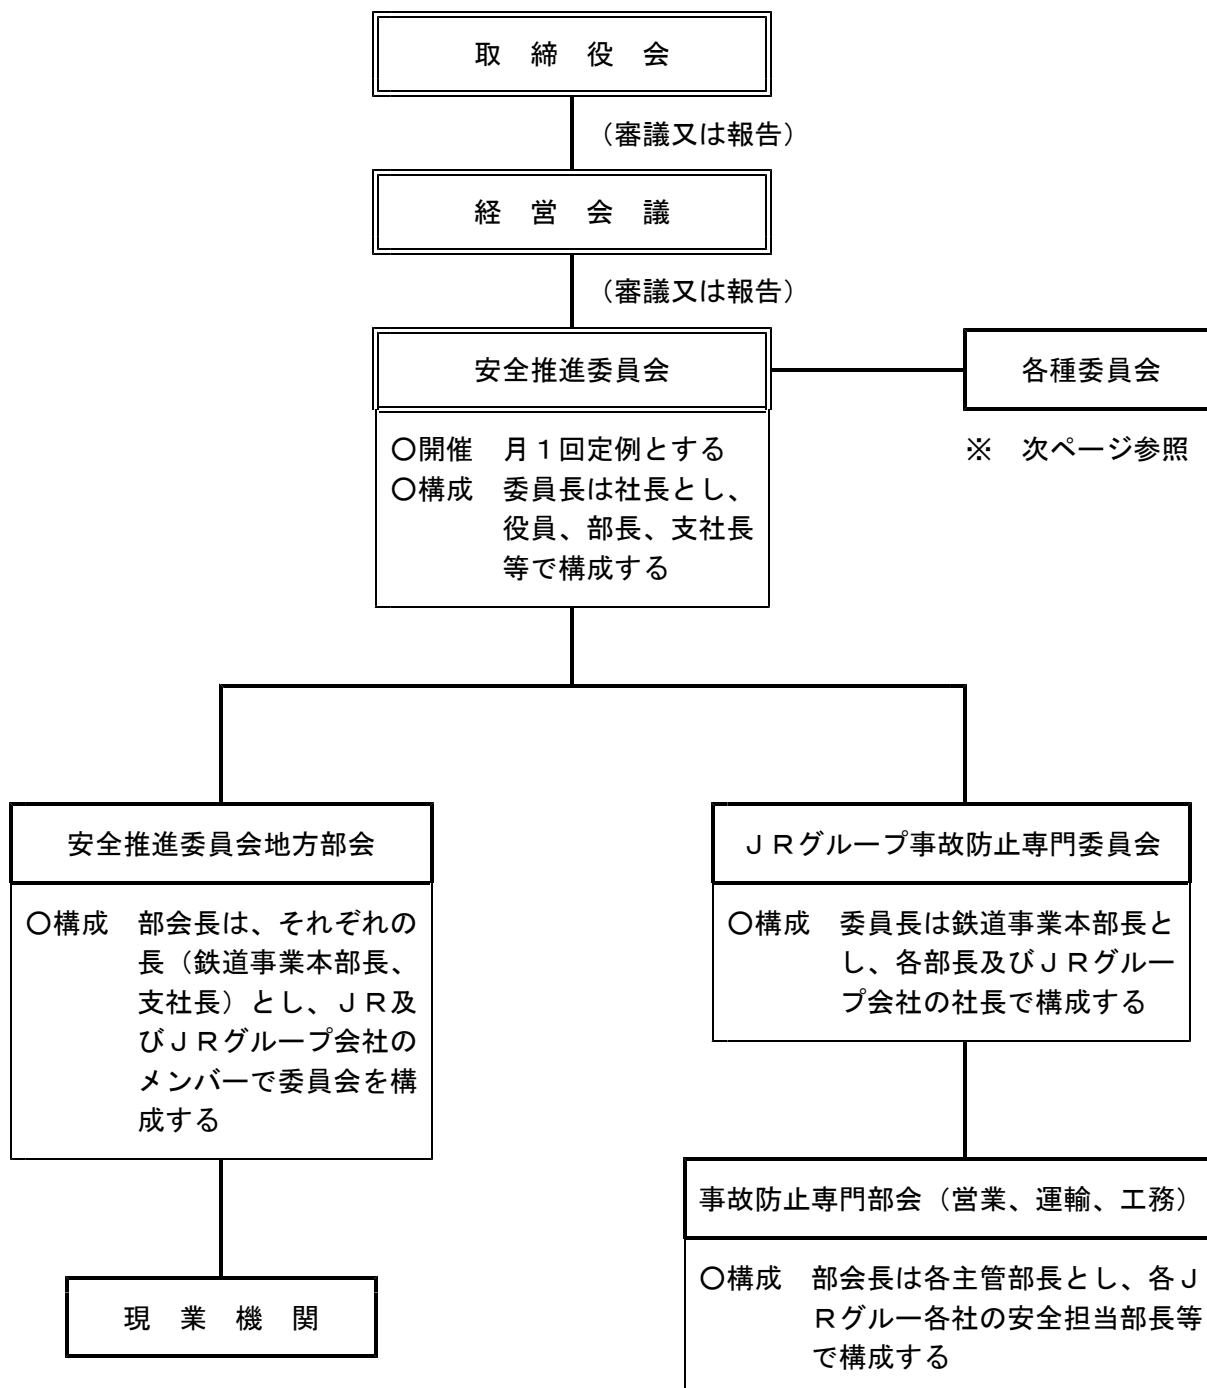 取　締　役　会
（審議又は報告）
経　営　会　議
（審議又は報告）
安全推進委員会
各種委員会
○開催　月１回定例とする
○構成　委員長は社長とし、
役員、部長、支社長
等で構成する
※　次ページ参照
安全推進委員会地方部会
○構成　部会長は、それぞれの
長（鉄道事業本部長、
支社長）とし、ＪＲ及
びＪＲグループ会社の
メンバーで委員会を構
成する
現　業　機　関
ＪＲグループ事故防止専門委員会
○構成　委員長は鉄道事業本部長と
し、各部長及びＪＲグルー
プ会社の社長で構成する
事故防止専門部会（営業、運輸、工務）
○構成　部会長は各主管部長とし、各Ｊ
Ｒグルー各社の安全担当部長等
で構成する